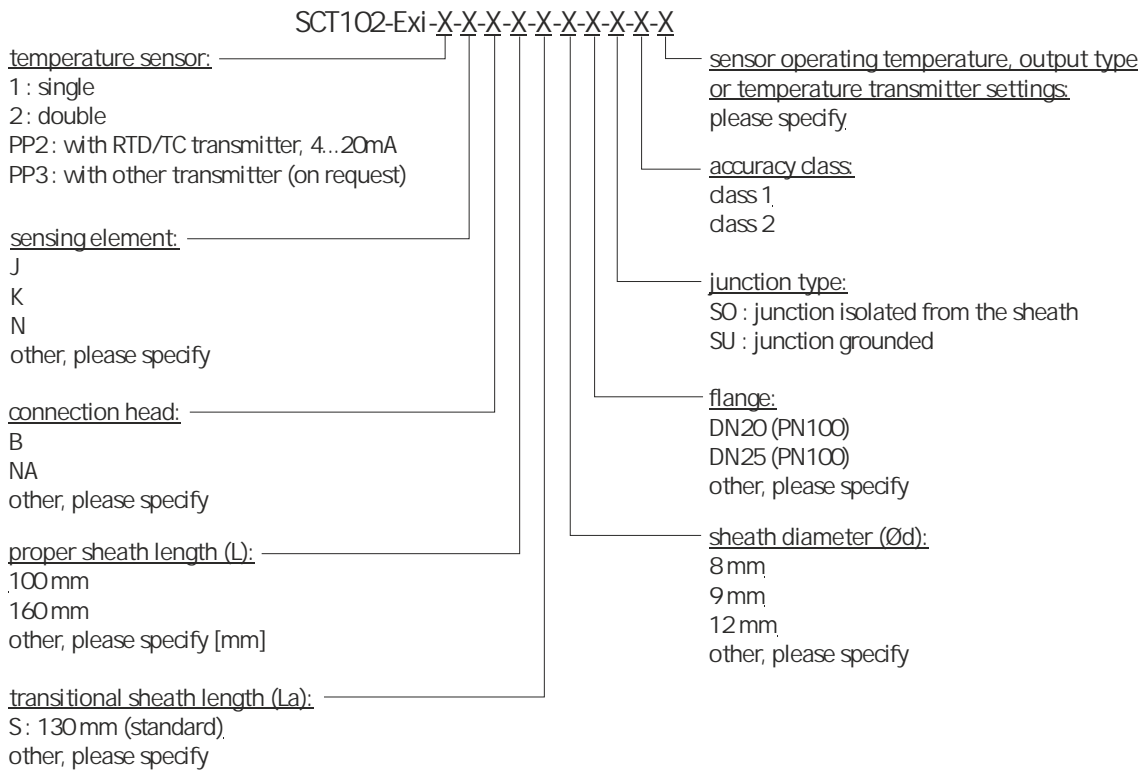 SCT102-Exi-X-X-X-X-X-X-X-X-X-X
temperature sensor:
1 : single
2 : double
PP2 : with RTD/TC transmitter, 4...20mA
PP3 : with other transmitter (on request)
sensing element:
J
K
N
other, please specify
connection head:
B
NA
other, please specify
proper sheath length (L):
100 mm
160 mm
other, please specify [mm]
transitional sheath length (La):
S : 130 mm (standard)
other, please specify
sensor operating temperature, output type
or temperature transmitter settings:
please specify
accuracy class:
class 1
class 2
junction type:
SO : junction isolated from the sheath
SU : junction grounded
flange:
DN20 (PN100)
DN25 (PN100)
other, please specify
sheath diameter (Ød):
8 mm
9 mm
12 mm
other, please specify